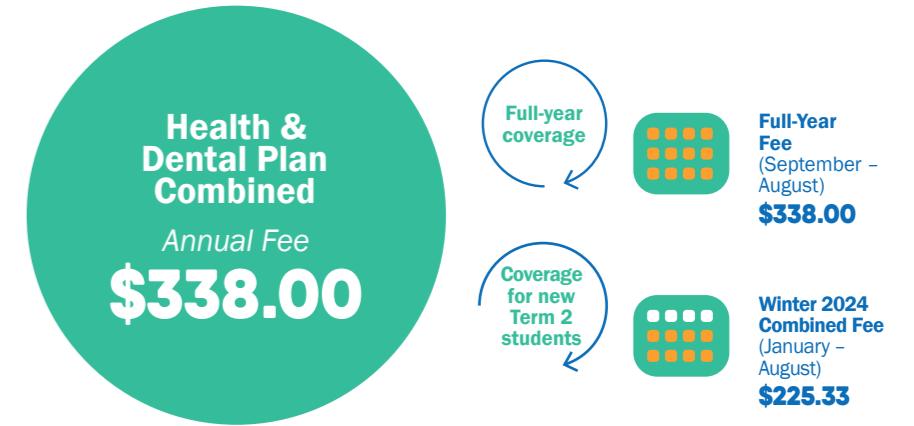 Health &
Dental Plan
Combined
Annual Fee
$338.00
Full-year
coverage
Full-Year
Fee
(September –
August)
$338.00
Coverage
for new
Term 2
students
Winter 2024
Combined Fee
(January –
August)
$225.33